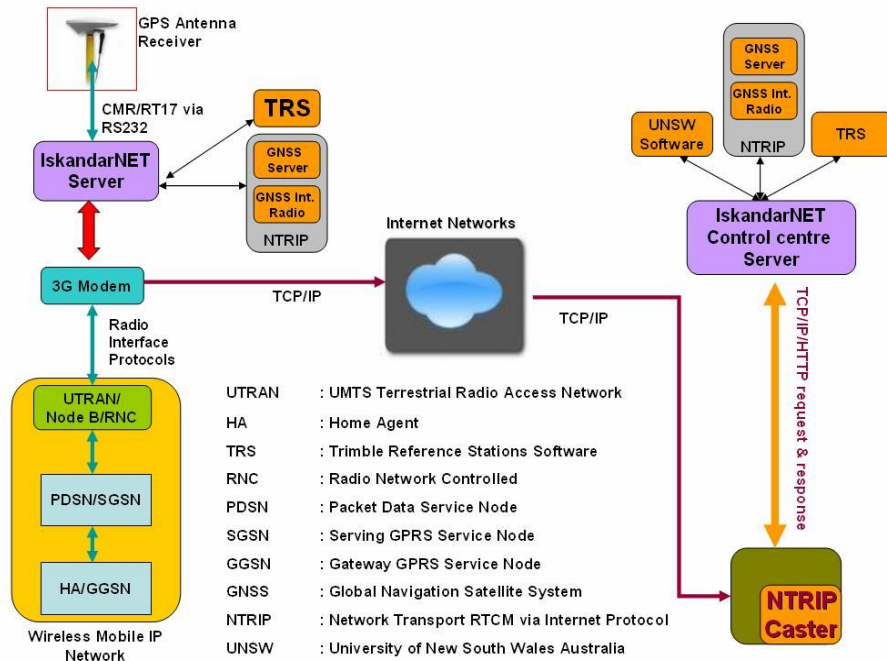 GPS Antenna
Receiver
CMR/RT17 via
RS232
IskandarNET
Server
TRS
GNSS
Server
GNSS Int.
Radio
NTRIP
3G Modem
TCP/IP
Radio
Interface
Protocols
UTRAN/
Node B/RNC
PDSN/SGSN
HA/GGSN
Wireless Mobile IP
Network
Internet Networks
TCP/IP
GNSS
Server
GNSS Int.
Radio
NTRIP
UNSW
Software
TRS
IskandarNET
Control centre
Server
TCP/IP/HTTP request & response
NTRIP
Caster
UTRAN : UMTS Terrestrial Radio Access Network
HA : Home Agent
TRS : Trimble Reference Stations Software
RNC : Radio Network Controlled
PDSN : Packet Data Service Node
SGSN : Serving GPRS Service Node
GGSN : Gateway GPRS Service Node
GNSS : Global Navigation Satellite System
NTRIP : Network Transport RTCM via Internet Protocol
UNSW : University of New South Wales Australia